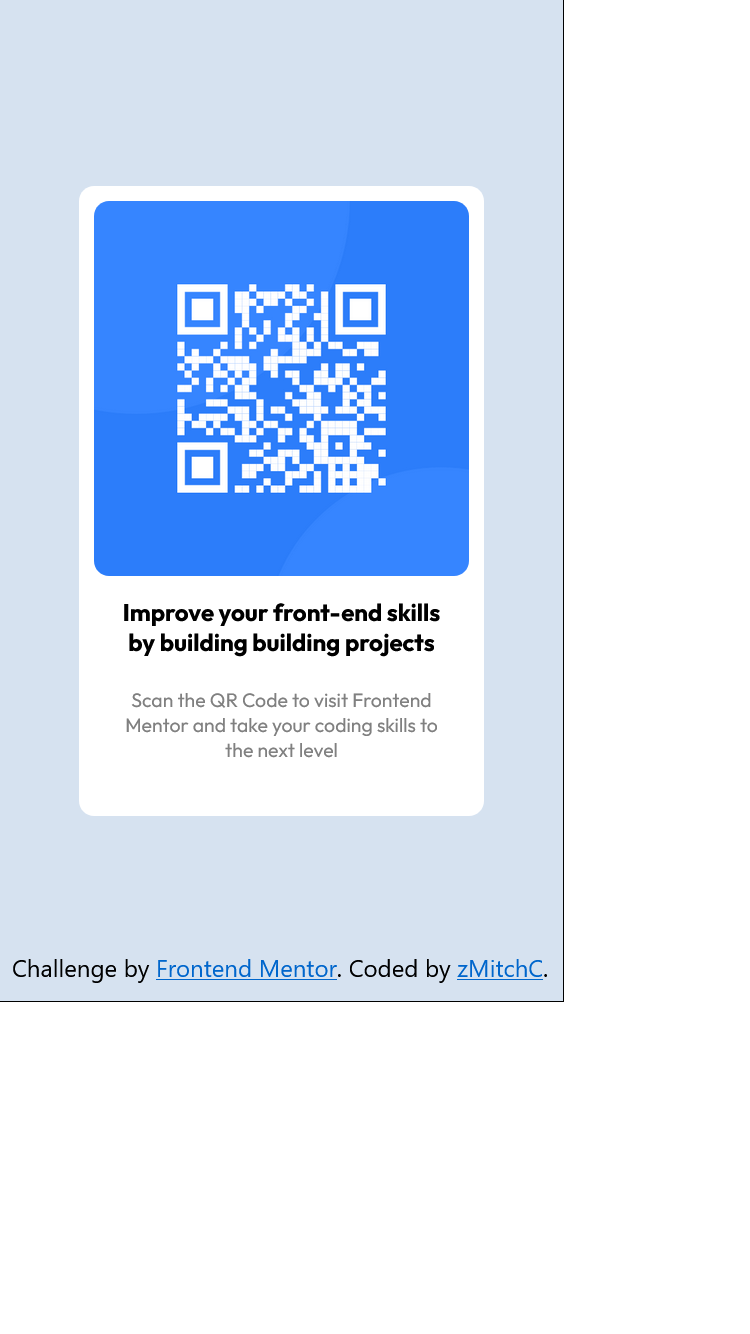 Improve your front-end skills
by building building projects
Scan the QR Code to visit Frontend
Mentor and take your coding skills to
the next level
Challenge by Frontend Mentor. Coded by zMitchC.